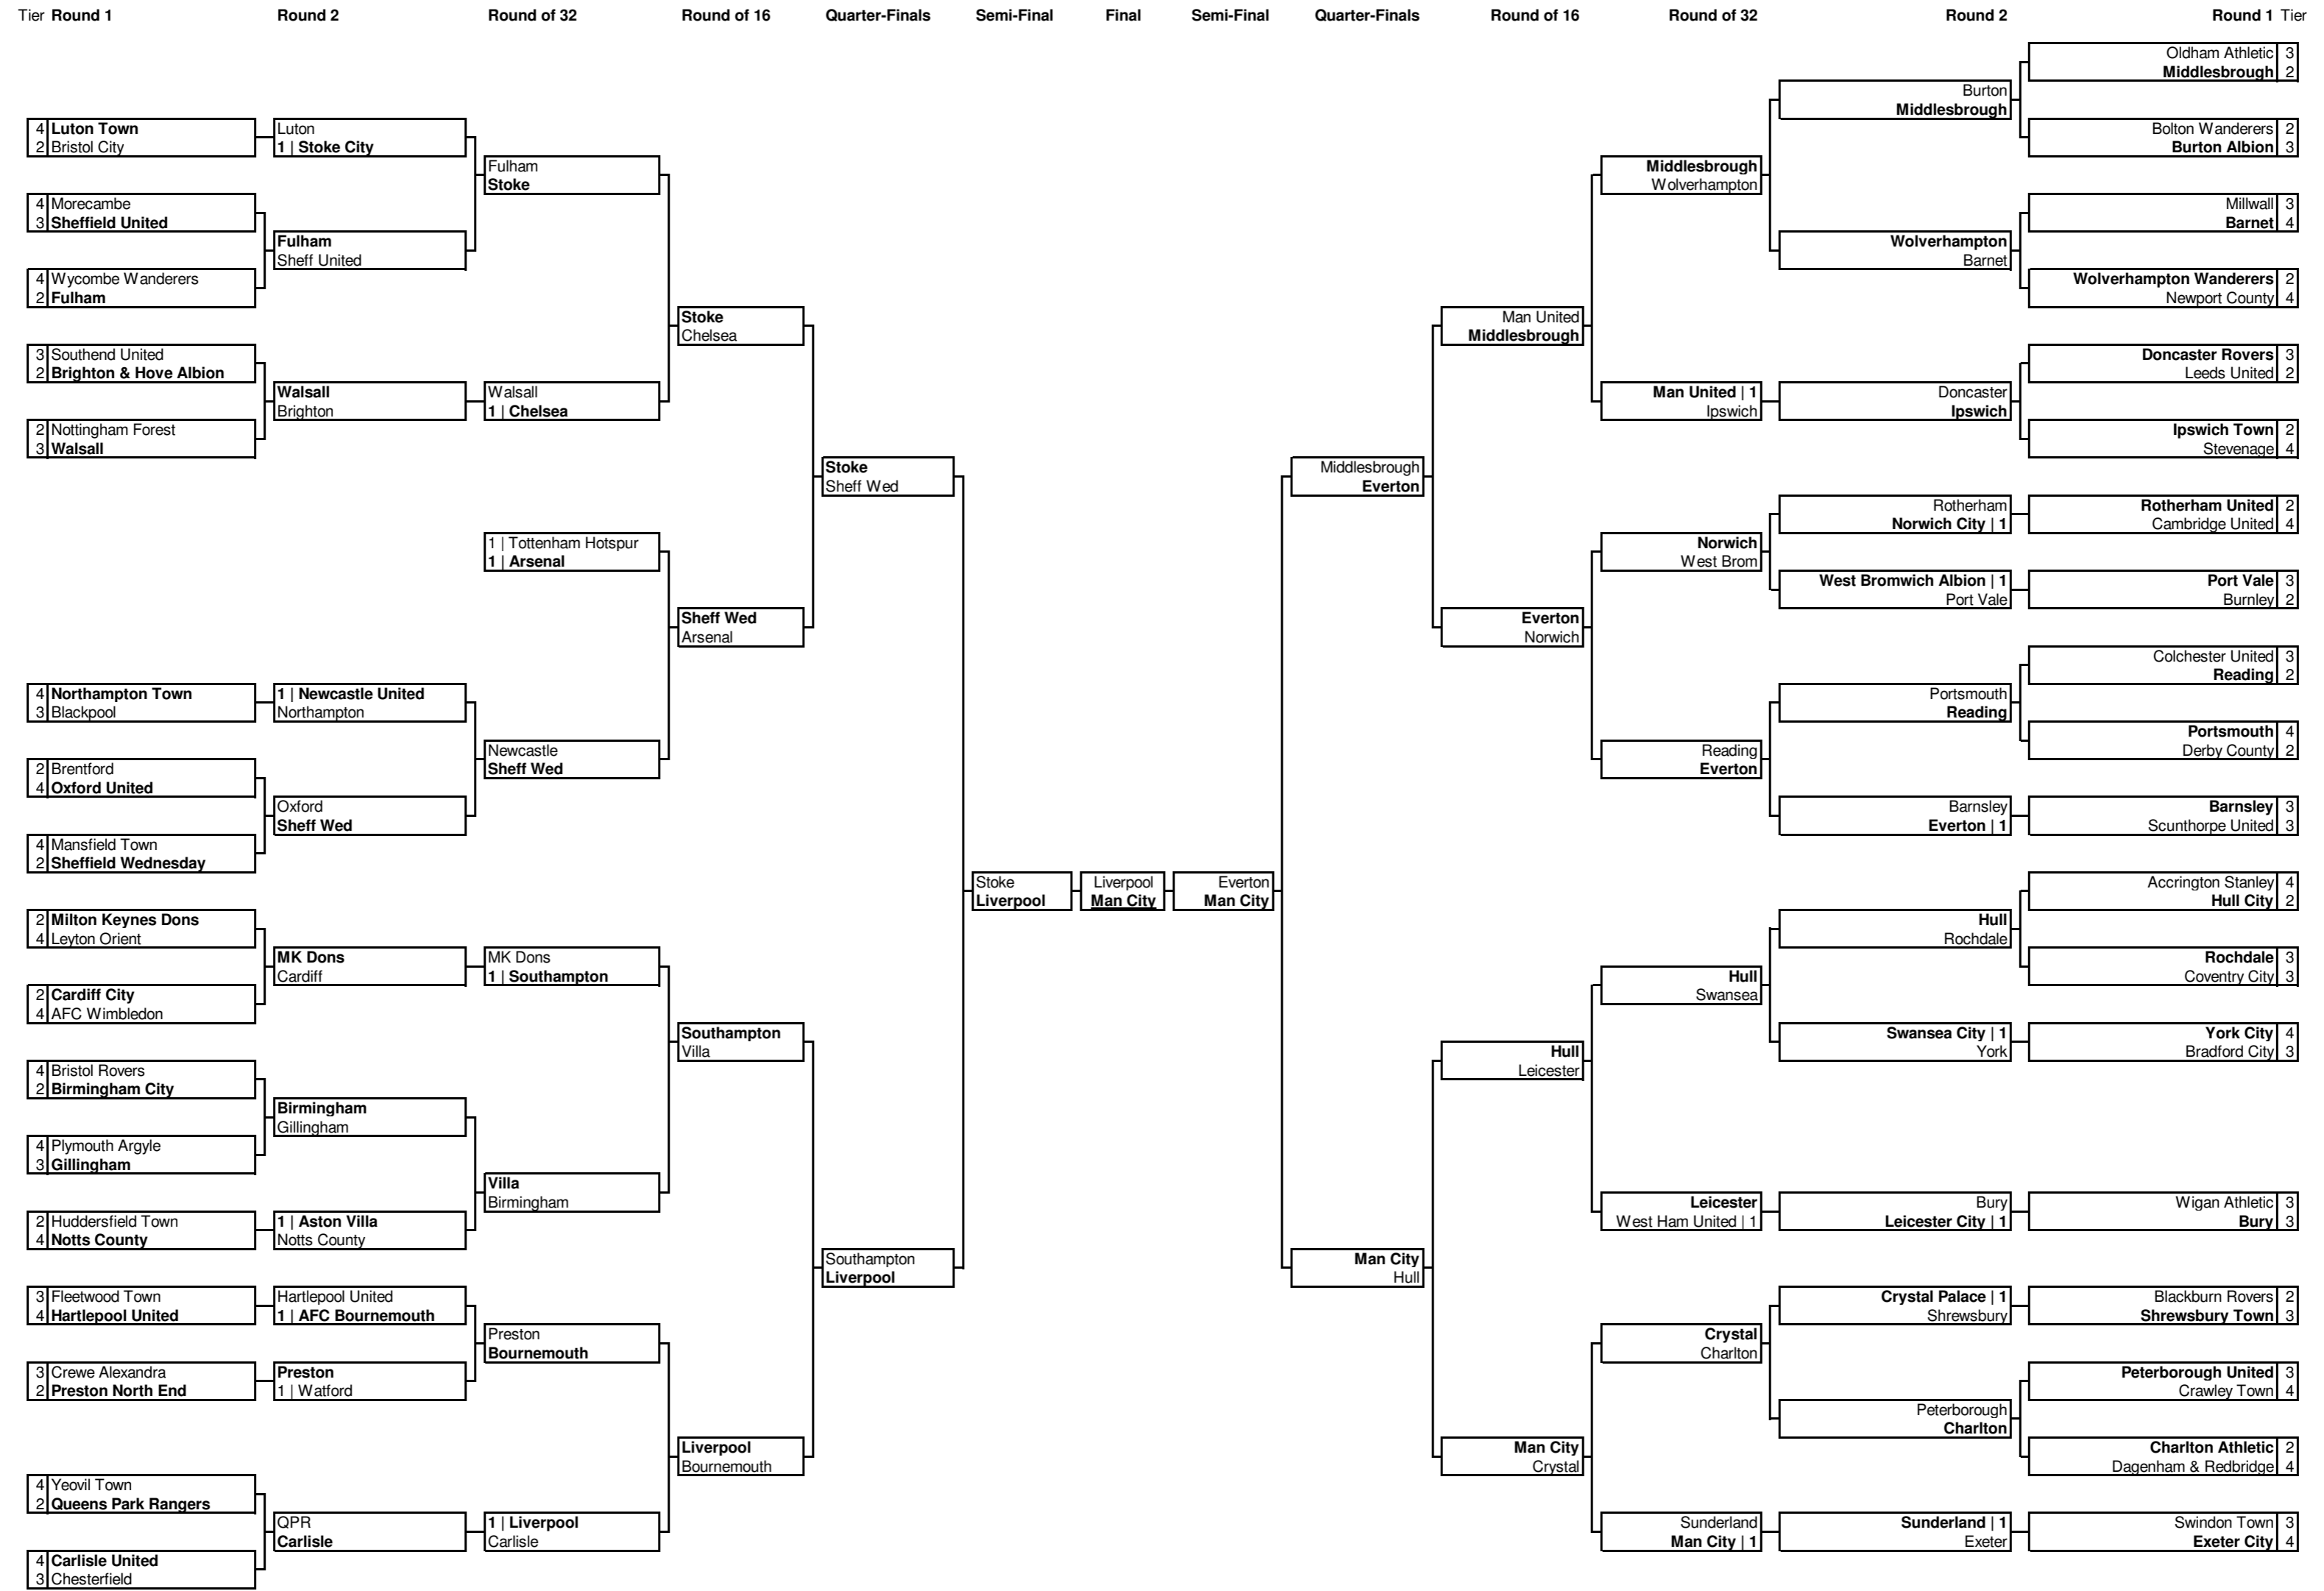 Tier Round 1 Round 2 Round of 32 Round of 16 Quarter-Finals Semi-Final Final Semi-Final Quarter-Finals Round of 16 Round of 32 Round 2 Round 1 Tier
4 Luton Town
2 Bristol City
4 Morecambe
3 Sheffield United
4 Wycombe Wanderers
2 Fulham
3 Southend United
2 Brighton & Hove Albion
2 Nottingham Forest
3 Walsall
4 Northampton Town
3 Blackpool
2 Brentford
4 Oxford United
4 Mansfield Town
2 Sheffield Wednesday
2 Milton Keynes Dons
4 Leyton Orient
2 Cardiff City
4 AFC Wimbledon
4 Bristol Rovers
2 Birmingham City
4 Plymouth Argyle
3 Gillingham
2 Huddersfield Town
4 Notts County
3 Fleetwood Town
4 Hartlepool United
3 Crewe Alexandra
2 Preston North End
4 Yeovil Town
2 Queens Park Rangers
4 Carlisle United
3 Chesterfield
Luton
1 | Stoke City
Fulham
Sheff United
Walsall
Brighton
1 | Newcastle United
Northampton
Oxford
Sheff Wed
MK Dons
Cardiff
Birmingham
Gillingham
1 | Aston Villa
Notts County
Hartlepool United
1 | AFC Bournemouth
Preston
1 | Watford
QPR
Carlisle
Fulham
Stoke
Walsall
1 | Chelsea
1 | Tottenham Hotspur
1 | Arsenal
Newcastle
Sheff Wed
MK Dons
1 | Southampton
Villa
Birmingham
Preston
Bournemouth
1 | Liverpool
Carlisle
Stoke
Chelsea
Sheff Wed
Arsenal
Southampton
Villa
Liverpool
Bournemouth
Stoke
Sheff Wed
Southampton
Liverpool
Stoke
Liverpool
Liverpool
Man City
Everton
Man City
Middlesbrough
Everton
Man City
Hull
Man United
Middlesbrough
Everton
Norwich
Hull
Leicester
Man City
Crystal
Middlesbrough
Wolverhampton
Man United | 1
Ipswich
Norwich
West Brom
Reading
Everton
Hull
Swansea
Leicester
West Ham United | 1
Crystal
Charlton
Sunderland
Man City | 1
Burton
Middlesbrough
Wolverhampton
Barnet
Doncaster
Ipswich
Rotherham
Norwich City | 1
West Bromwich Albion | 1
Port Vale
Portsmouth
Reading
Barnsley
Everton | 1
Hull
Rochdale
Swansea City | 1
York
Bury
Leicester City | 1
Crystal Palace | 1
Shrewsbury
Peterborough
Charlton
Sunderland | 1
Exeter
Oldham Athletic 3
Middlesbrough 2
Bolton Wanderers 2
Burton Albion 3
Millwall 3
Barnet 4
Wolverhampton Wanderers 2
Newport County 4
Doncaster Rovers 3
Leeds United 2
Ipswich Town 2
Stevenage 4
Rotherham United 2
Cambridge United 4
Port Vale 3
Burnley 2
Colchester United 3
Reading 2
Portsmouth 4
Derby County 2
Barnsley 3
Scunthorpe United 3
Accrington Stanley 4
Hull City 2
Rochdale 3
Coventry City 3
York City 4
Bradford City 3
Wigan Athletic 3
Bury 3
Blackburn Rovers 2
Shrewsbury Town 3
Peterborough United 3
Crawley Town 4
Charlton Athletic 2
Dagenham & Redbridge 4
Swindon Town 3
Exeter City 4